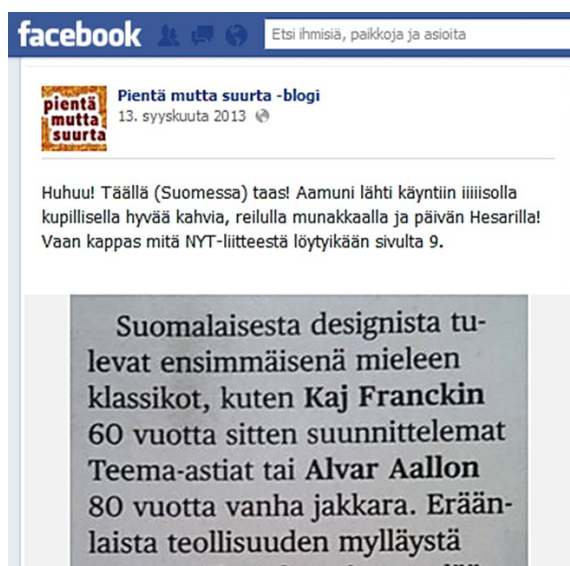 facebook
Etsi ihmisiä, paikkoja ja asioita
pientä
mutta
suurta
Pientä mutta suurta -blogi
13. syyskuuta 2013
Huhuu! Täällä (Suomessa) taas! Aamuni lähti käyntiin iiiiisolla
kupillisella hyvää kahvia, reilulla munakkaalla ja päivän Hesarilla!
Vaan kappas mitä NYT-liitteestä löytyikään sivulta 9.
Suomalaisesta designista tu-
levat ensimmäisenä mieleen
klassikot, kuten Kaj Franckin
60 vuotta sitten suunnittelemat
Teema-astiat tai Alvar Aallon
80 vuotta vanha jakkara. Erään-
laista teollisuuden mylläystä